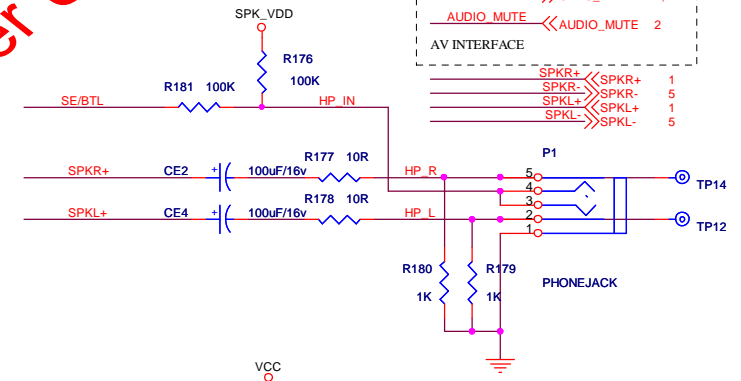 er
SPK_VDD
AUDIO_MUTE
AUDIO_MUTE 2
AV INTERFACE
R176
100K
R181 100K
SE/BTL
HP_IN
SPKR+
SPKR+ 1
SPKR-
SPKR- 5
SPKL+
SPKL+ 1
SPKL-
SPKL- 5
P1
SPKR+
CE2
100uF/16v
R177 10R
HP_R
5
4
3
2
1
TP14
SPKL+
CE4
100uF/16v
R178 10R
HP_L
TP12
R180
1K
R179
1K
PHONEJACK
VCC